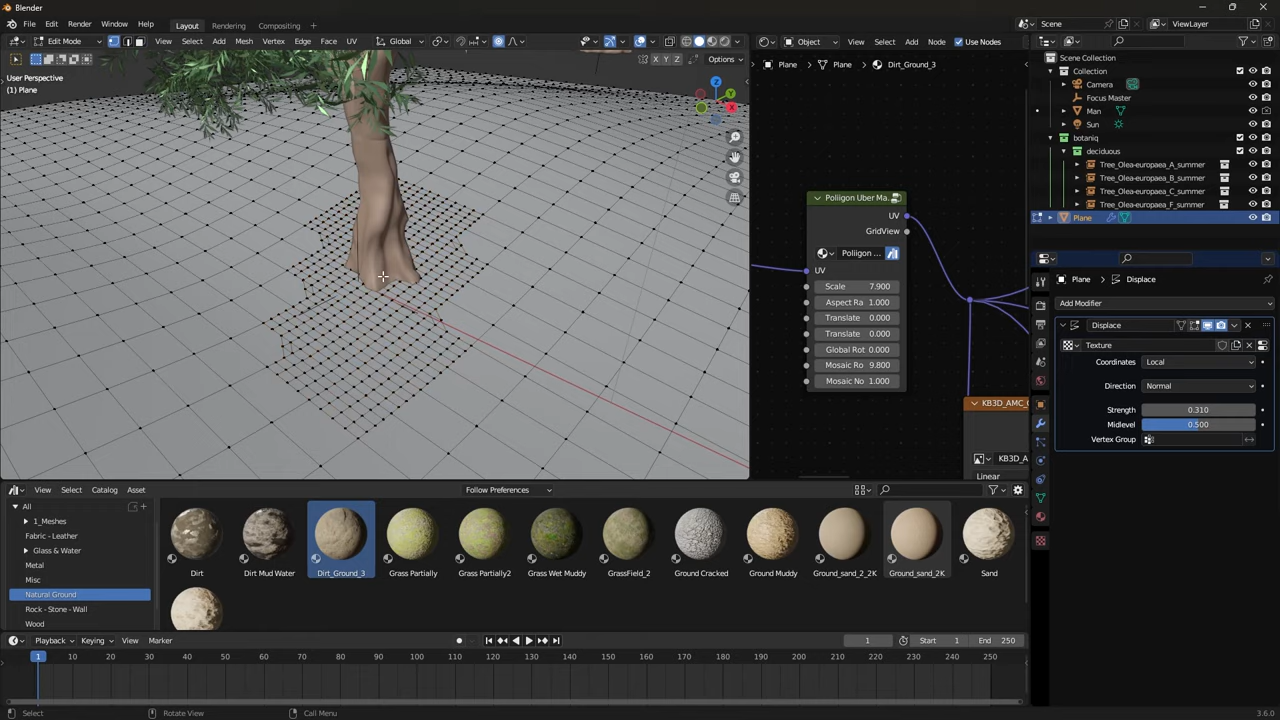 Blender
File Edit Render Window Help Layout Rendering Compositing + Scene ViewLayer
Edit Mode View Select Add Mesh Vertex Edge Face UV Global
Object View Select Add Node Use Nodes
X Y Z Options
User Perspective
(1) Plane
Plane Plane Dirt_Ground_3
Z
Y
X
Scene Collection
Collection
Camera
Focus Master
Man
Sun
botaniq
deciduous
Tree_Olea-europaea_A_summer
Tree_Olea-europaea_B_summer
Tree_Olea-europaea_C_summer
Tree_Olea-europaea_F_summer
Plane
Poliigon Uber Ma.
UV
GridView
Poliigon ...
UV
Scale 7.900
Aspect Ra 1.000
Translate 0.000
Translate 0.000
Global Rot 0.000
Mosaic Ro 9.800
Mosaic No 1.000
KB3D_AMC_C
KB3D_A
Linear
Plane Displace
Add Modifier
Displace
Texture
Coordinates Local
Direction Normal
Strength 0.310
Midlevel 0.500
Vertex Group
View Select Catalog Asset Follow Preferences
All
1_Meshes
Fabric - Leather
Glass & Water
Metal
Misc
Natural Ground
Rock - Stone - Wall
Wood
Dirt Dirt Mud Water Dirt_Ground_3 Grass Partially Grass Partially2 Grass Wet Muddy GrassField_2 Ground Cracked Ground Muddy Ground_sand_2_2K Ground_sand_2K Sand
Playback Keying View Marker 1 Start 1 End 250
1 10 20 30 40 50 60 70 80 90 100 110 120 130 140 150 160 170 180 190 200 210 220 230 240 250
Select Rotate View Call Menu 3.6.0